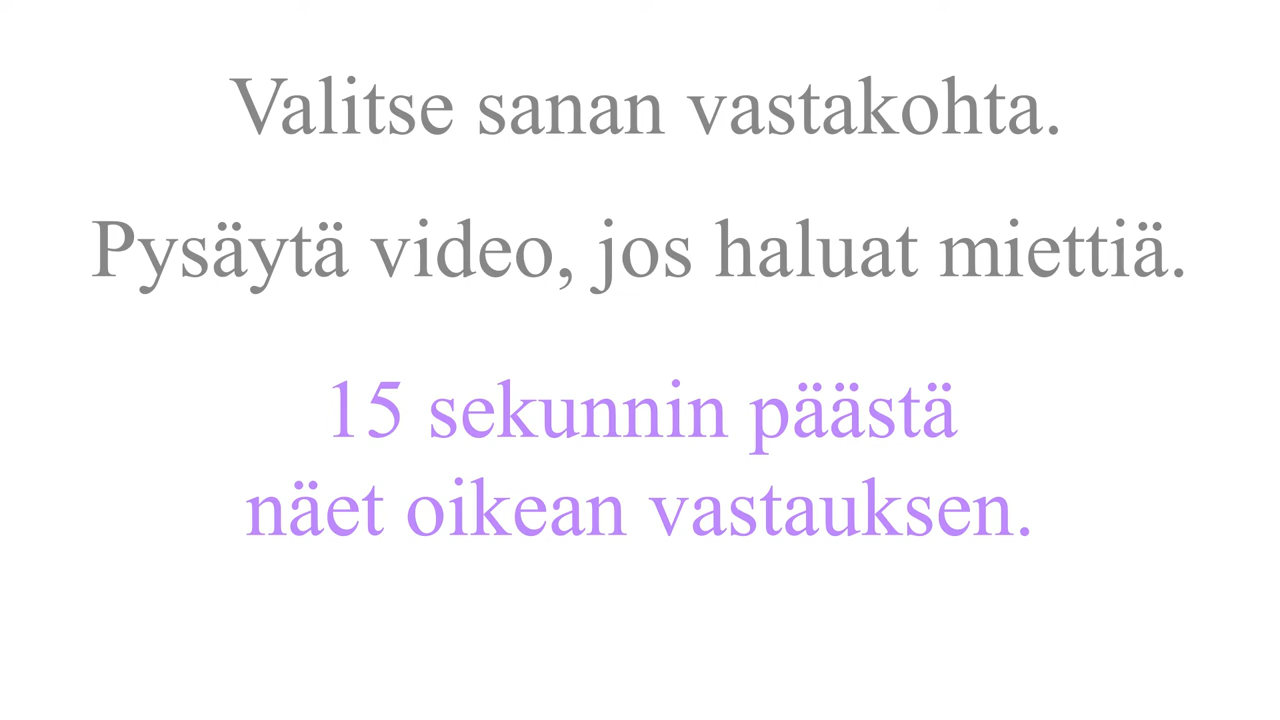 Valitse sanan vastakohta.
Pysäytä video, jos haluat miettiä.
15 sekunnin päästä
näet oikean vastauksen.